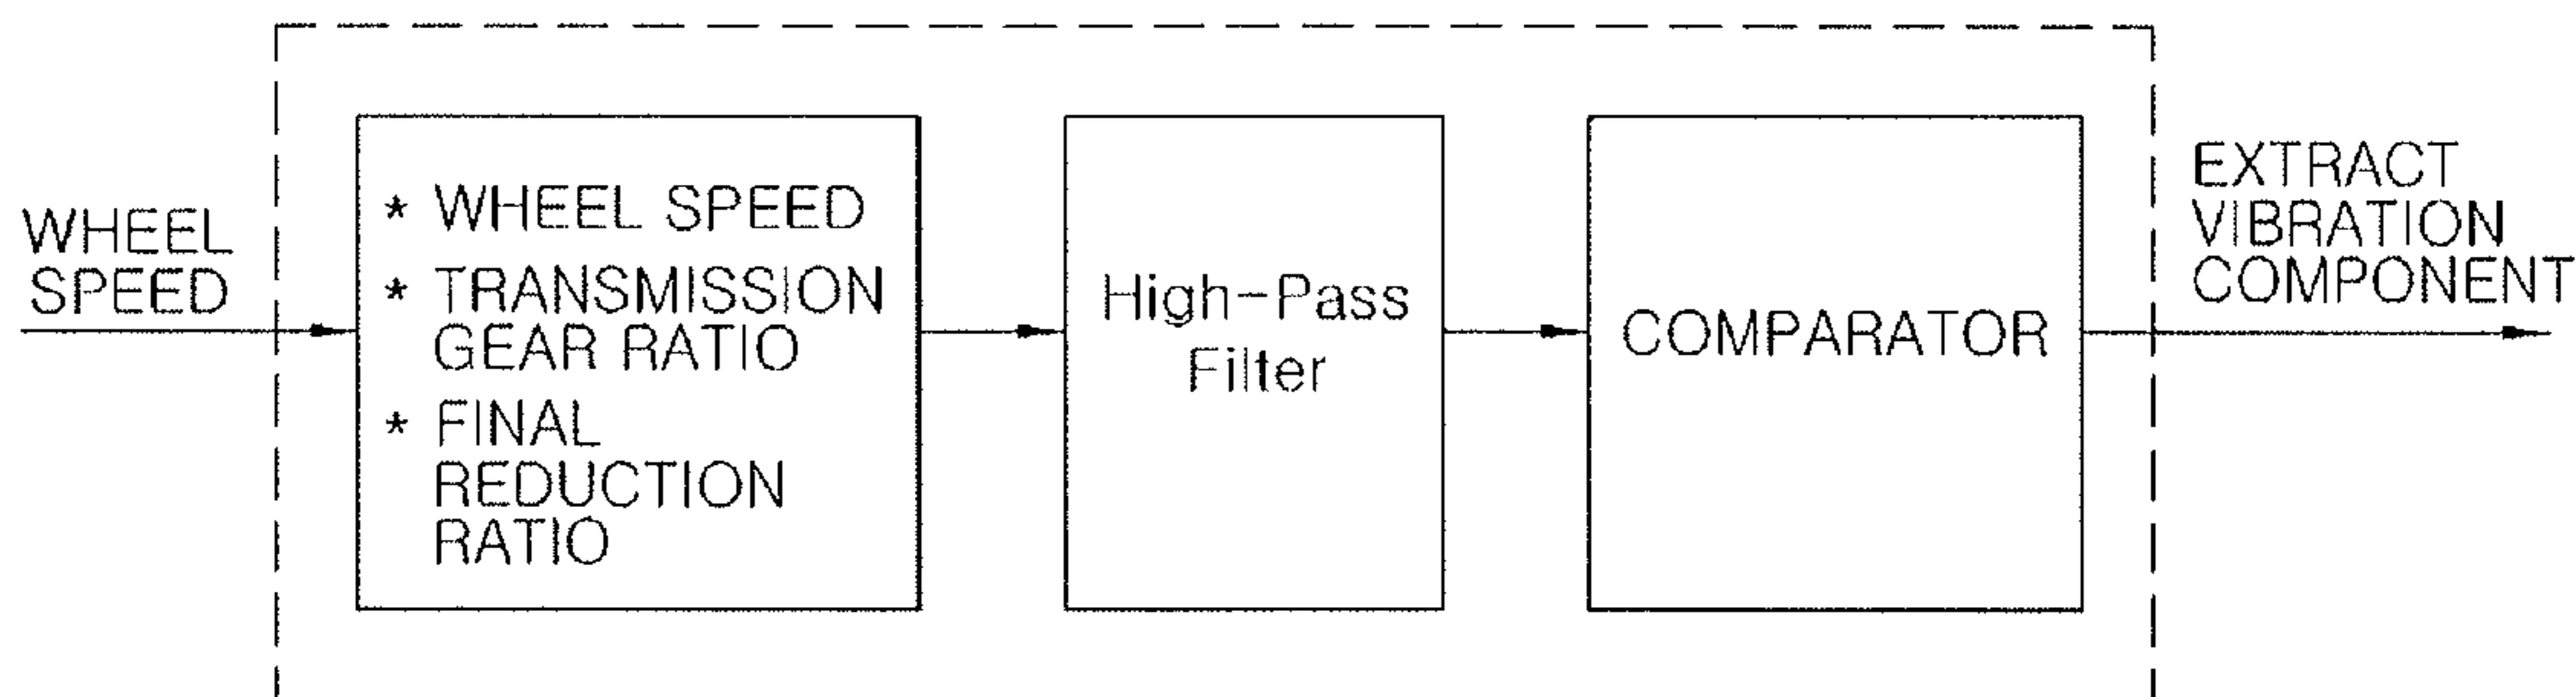 WHEEL
SPEED
* WHEEL SPEED
* TRANSMISSION
GEAR RATIO
* FINAL
REDUCTION
RATIO
High-Pass
Filter
COMPARATOR
EXTRACT
VIBRATION
COMPONENT